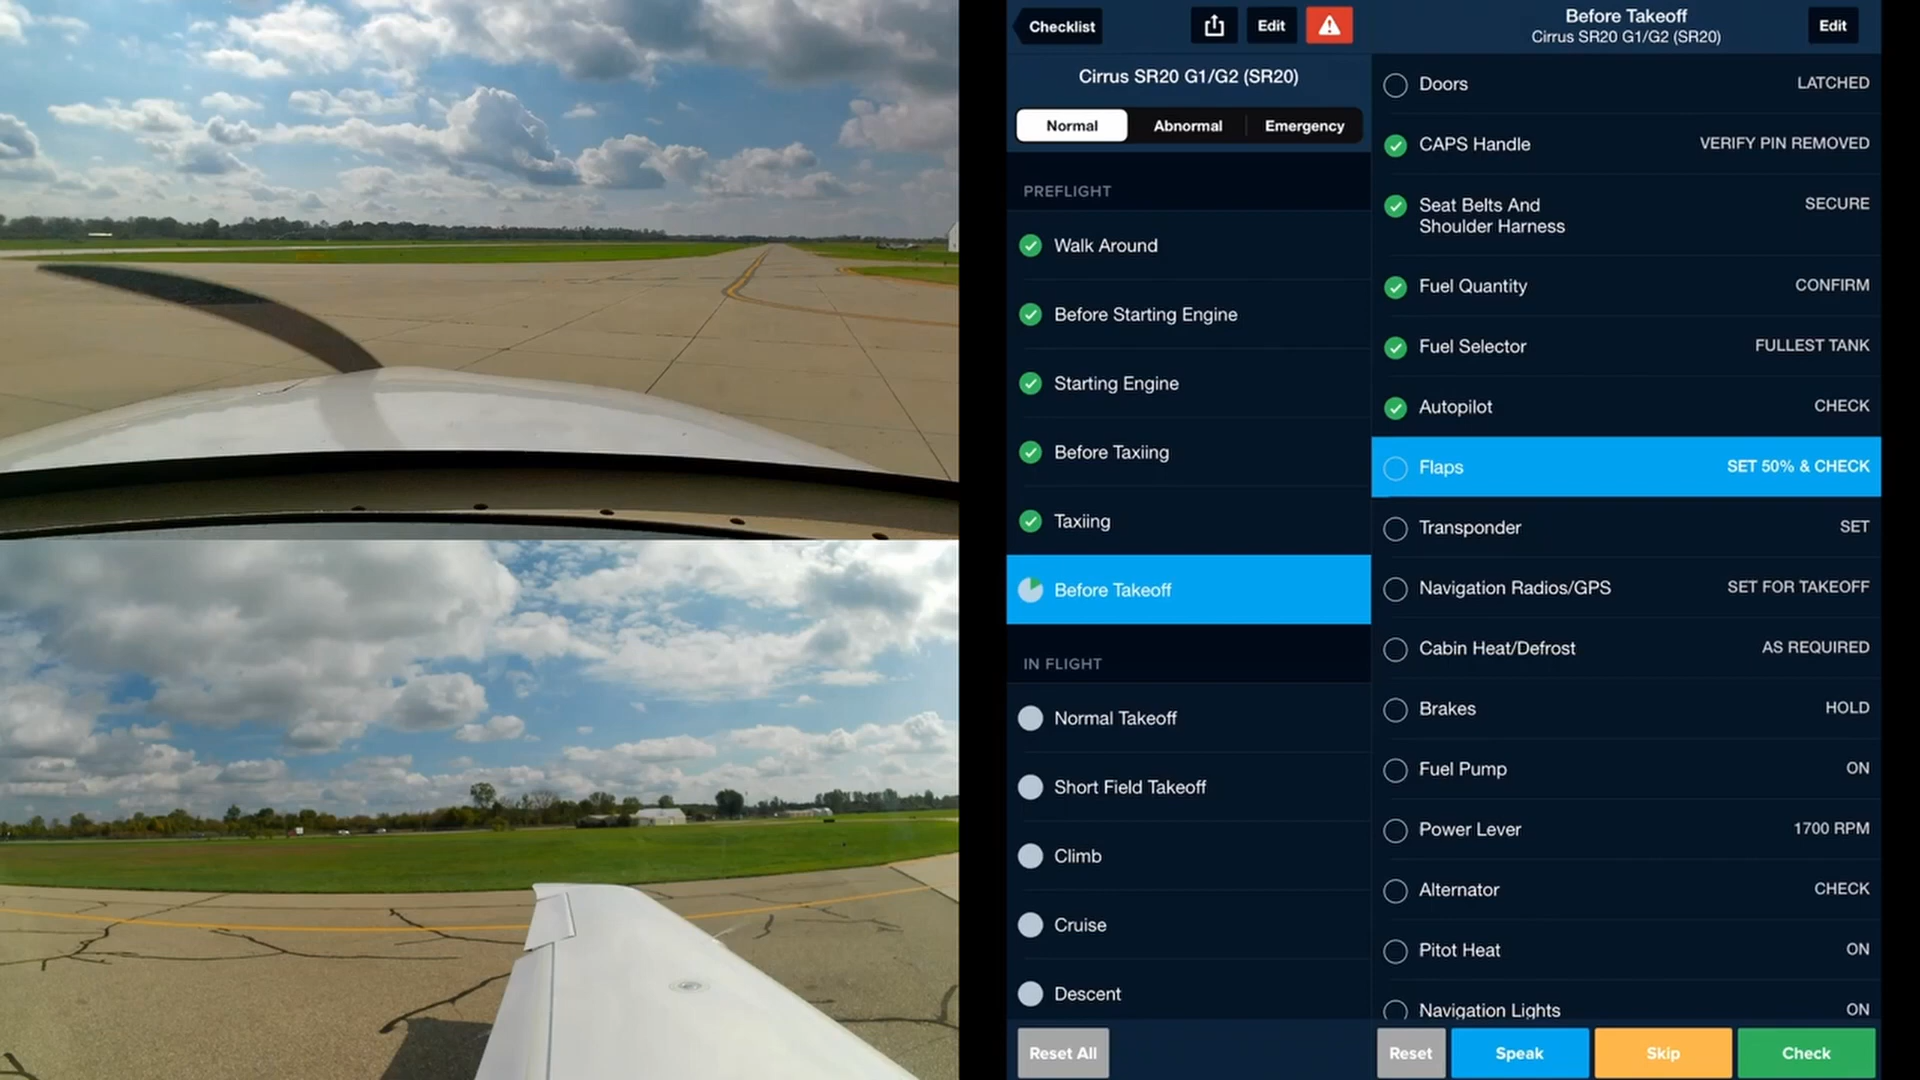 Checklist
Edit
Cirrus SR20 G1/G2 (SR20)
Normal
Abnormal
Emergency
PREFLIGHT
Walk Around
Before Starting Engine
Starting Engine
Before Taxiing
Taxiing
Before Takeoff
IN FLIGHT
Normal Takeoff
Short Field Takeoff
Climb
Cruise
Descent
Reset All
Before Takeoff
Cirrus SR20 G1/G2 (SR20)
Edit
Doors LATCHED
CAPS Handle VERIFY PIN REMOVED
Seat Belts And SECURE
Shoulder Harness
Fuel Quantity CONFIRM
Fuel Selector FULLEST TANK
Autopilot CHECK
Flaps SET 50% & CHECK
Transponder SET
Navigation Radios/GPS SET FOR TAKEOFF
Cabin Heat/Defrost AS REQUIRED
Brakes HOLD
Fuel Pump ON
Power Lever 1700 RPM
Alternator CHECK
Pitot Heat ON
Navigation Lights ON
Reset
Speak
Skip
Check